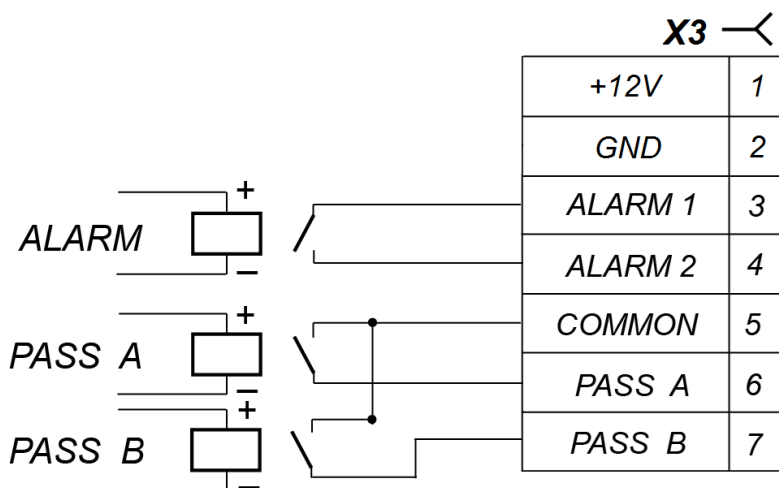 X3
+12V 1
GND 2
+
ALARM 1 3
ALARM
ALARM 2 4
−
+
COMMON 5
PASS A
PASS A 6
−
+
PASS B 7
PASS B
−